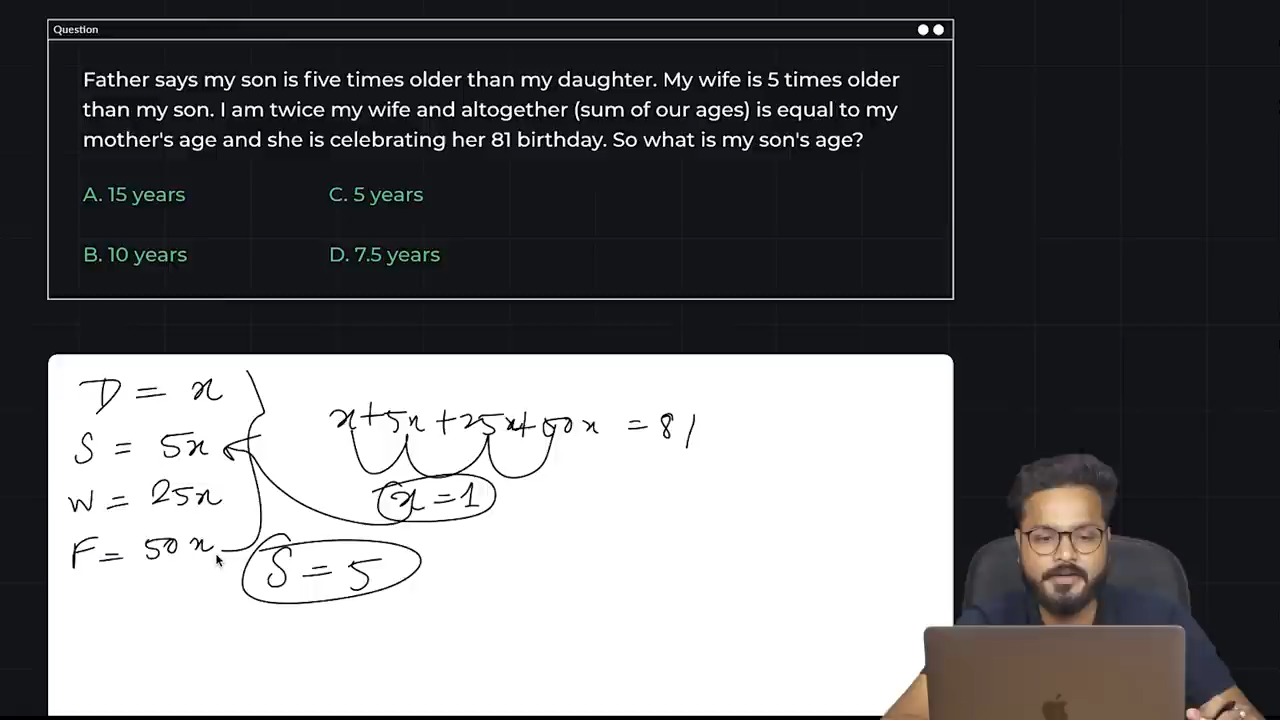 Question
Father says my son is five times older than my daughter. My wife is 5 times older
than my son. I am twice my wife and altogether (sum of our ages) is equal to my
mother's age and she is celebrating her 81 birthday. So what is my son's age?
A. 15 years
C. 5 years
B. 10 years
D. 7.5 years
D = x
S = 5x
W = 25x
F = 50x
x+5x+25x+50x = 81
x = 1
S = 5